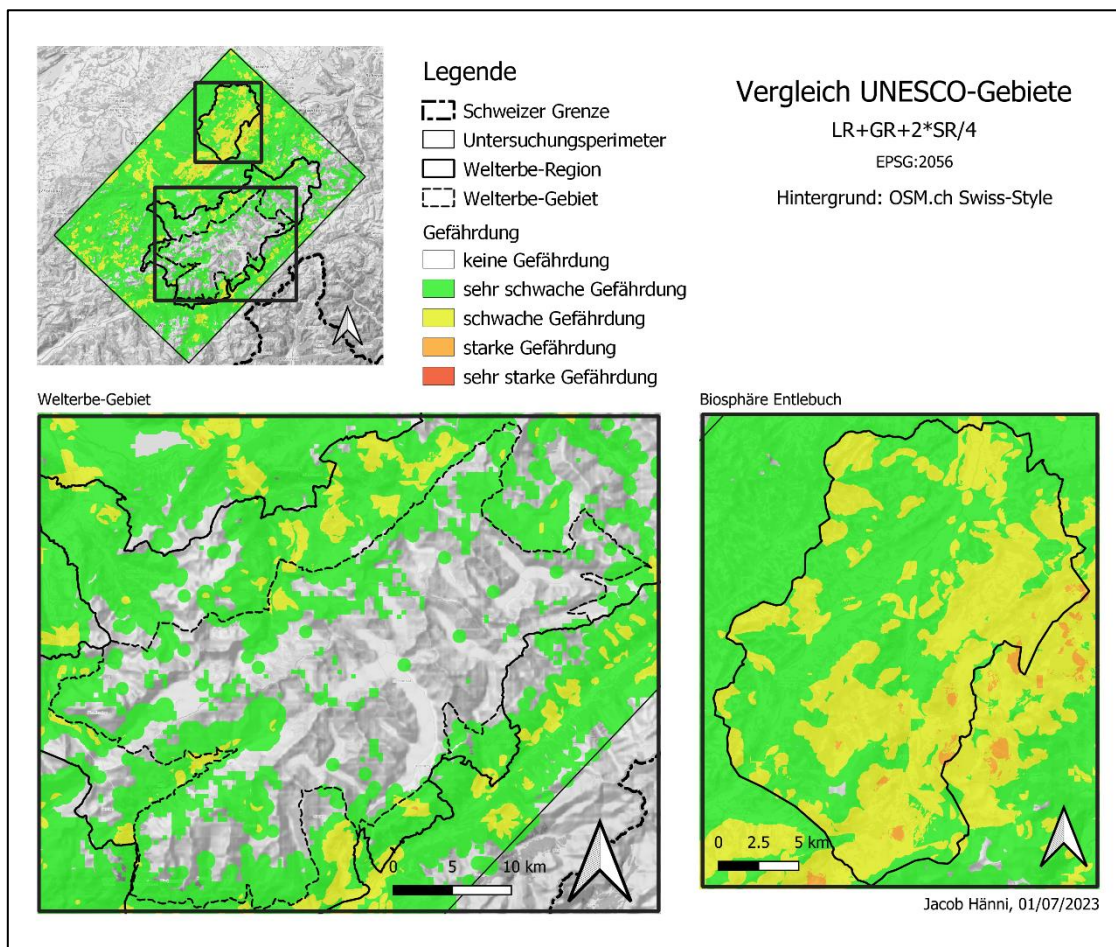 Legende
Schweizer Grenze
Untersuchungsperimeter
Welterbe-Region
Welterbe-Gebiet
Gefährdung
keine Gefährdung
sehr schwache Gefährdung
schwache Gefährdung
starke Gefährdung
sehr starke Gefährdung
Vergleich UNESCO-Gebiete
LR+GR+2*SR/4
EPSG:2056
Hintergrund: OSM.ch Swiss-Style
Welterbe-Gebiet
0 5 10 km
Biosphäre Entlebuch
0 2.5 5 km
Jacob Hänni, 01/07/2023